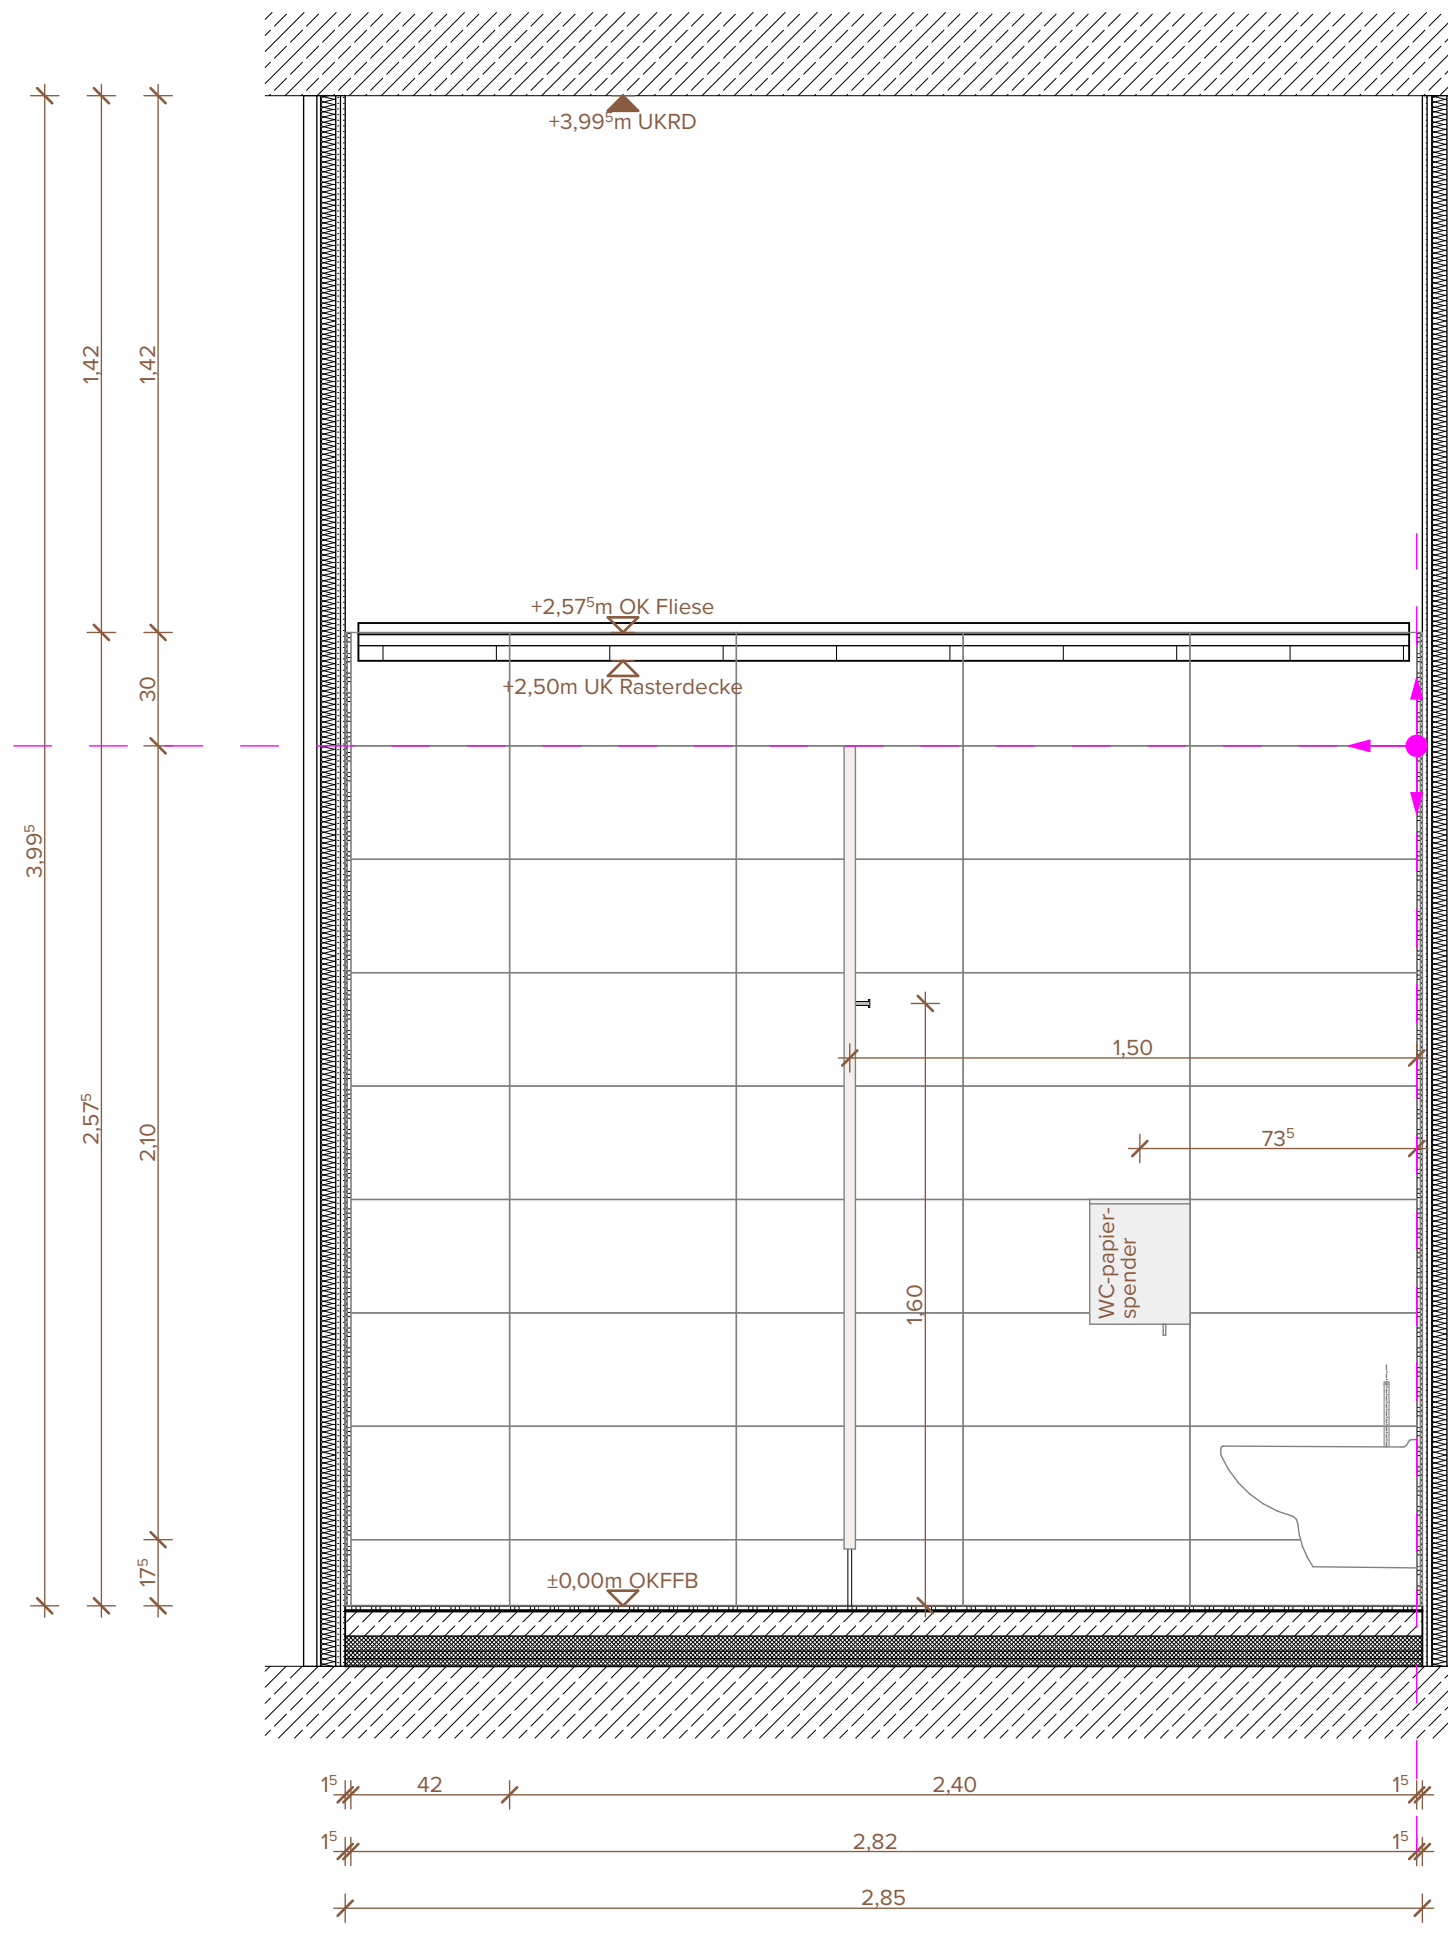 +3,99⁵m UKRD
1,42
1,42
+2,57⁵m OK Fliese
30
+2,50m UK Rasterdecke
3,99⁵
2,57⁵
2,10
1,50
73⁵
WC-papier-
spender
1,60
17⁵
±0,00m OKFFB
1⁵ 42 2,40 1⁵
1⁵ 2,82 1⁵
2,85